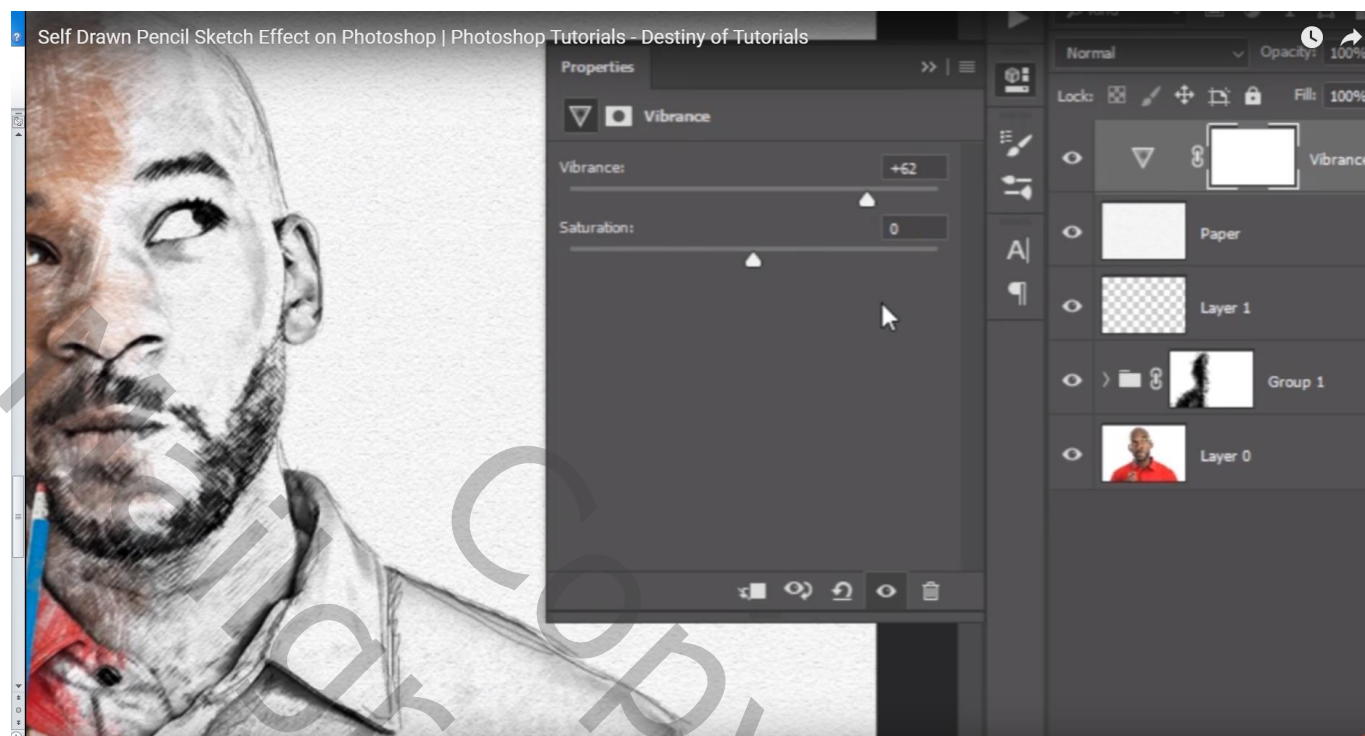 Self Drawn Pencil Sketch Effect on Photoshop | Photoshop Tutorials - Destiny of Tutorials
Properties
Vibrance
Vibrance: +62
Saturation: 0
Normal Opacity: 100%
Lock: Fill: 100%
Vibrance
Paper
Layer 1
Group 1
Layer 0
A|
¶
Copy